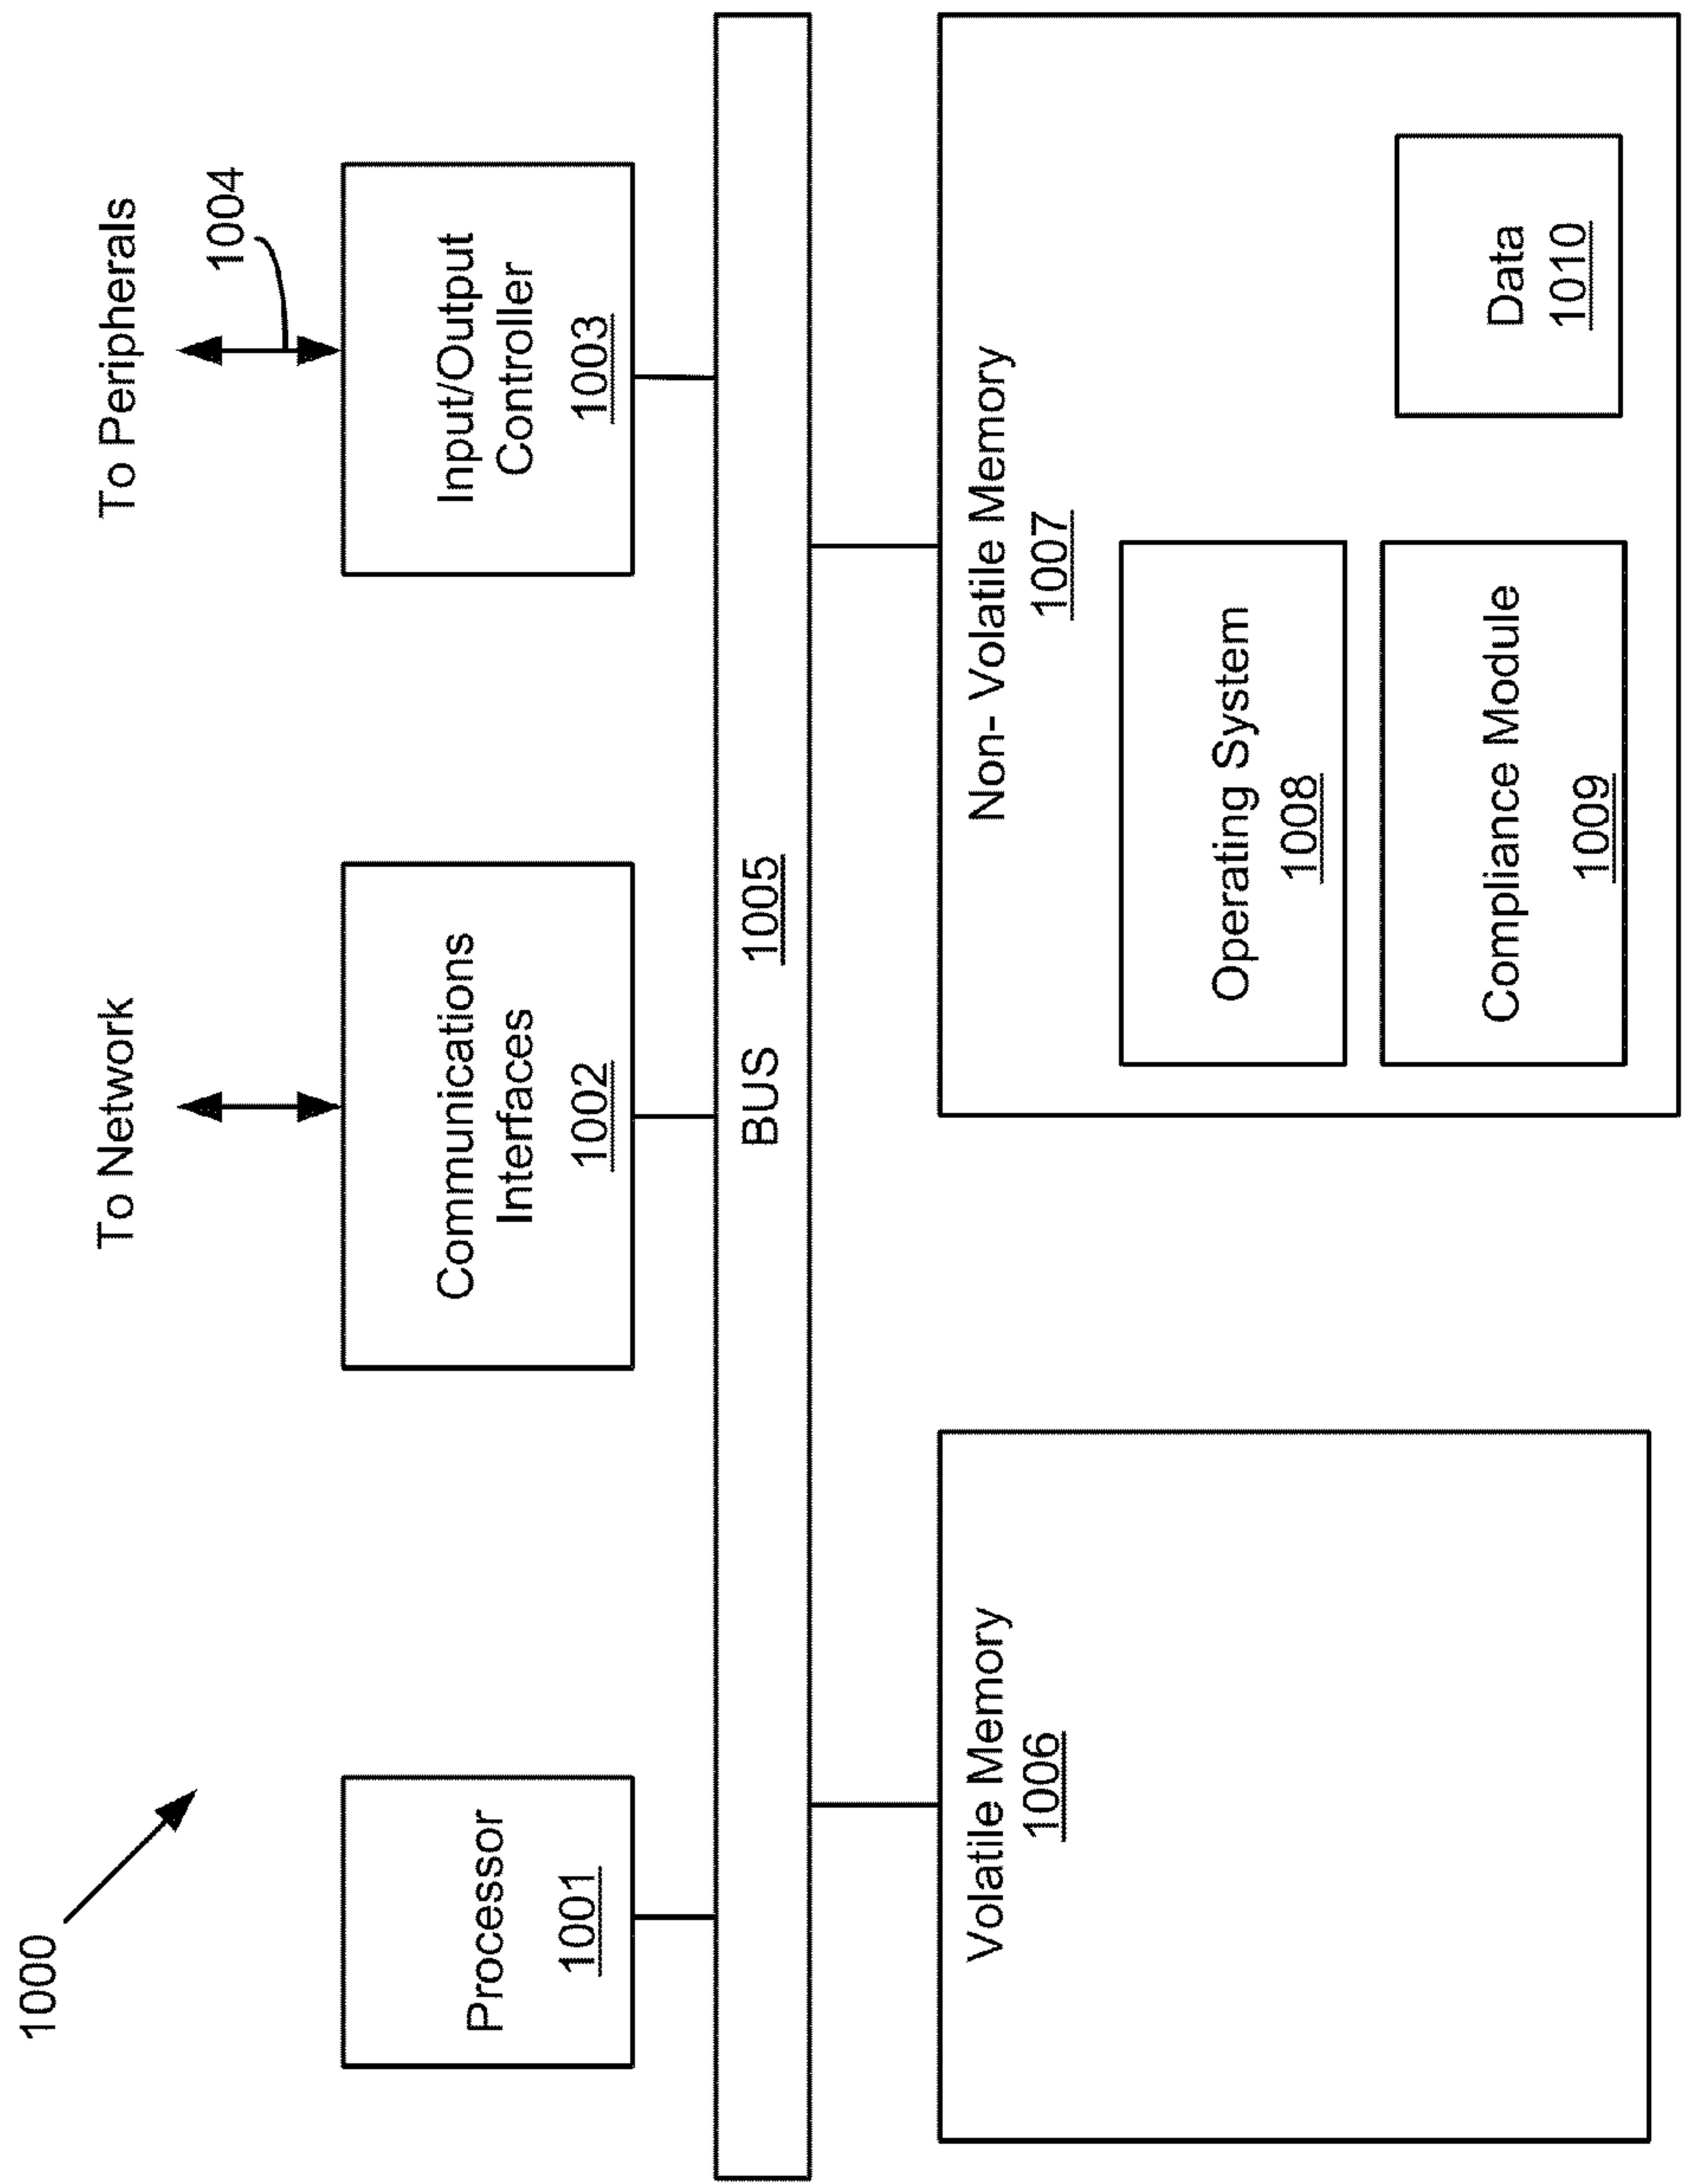 1000
To Network
To Peripherals
1004
Processor
1001
Communications
Interfaces
1002
Input/Output
Controller
1003
BUS 1005
Volatile Memory
1006
Non- Volatile Memory
1007
Operating System
1008
Compliance Module
1009
Data
1010